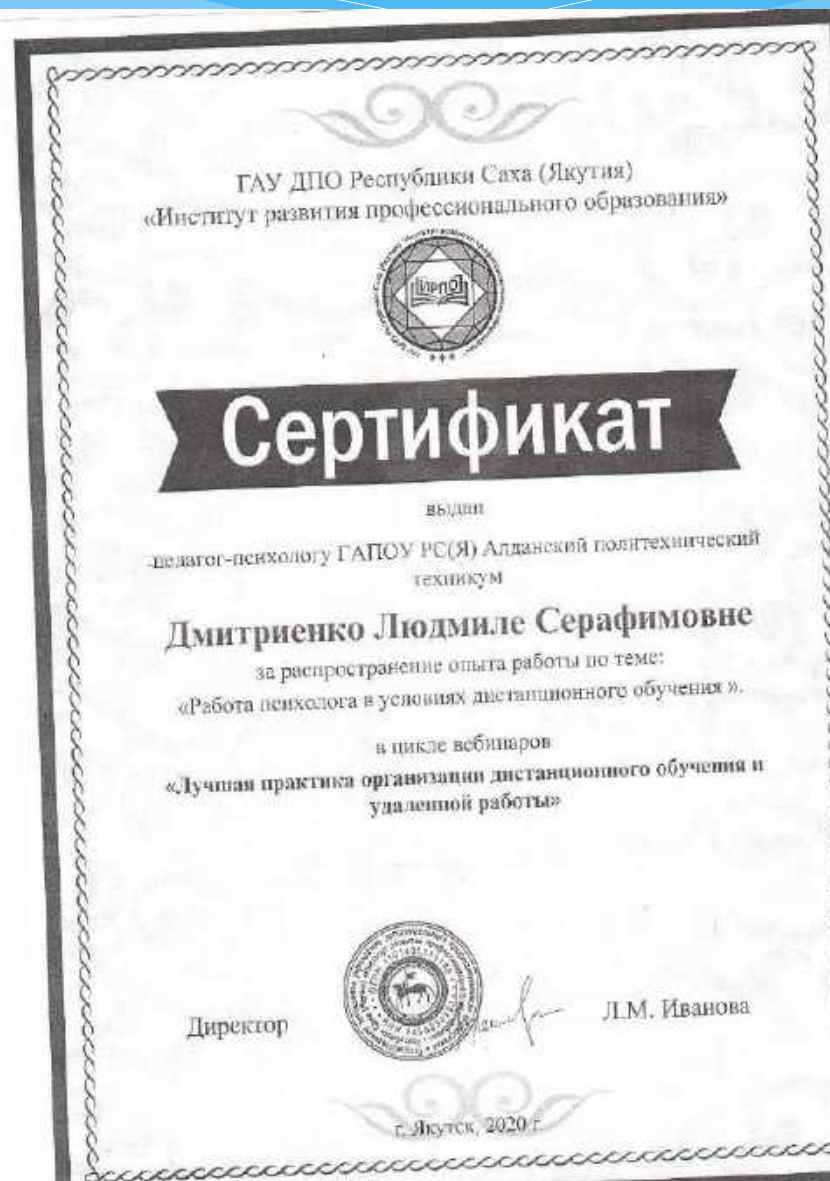 ГАУ ДПО Республики Саха (Якутия)
«Институт развития профессионального образования»
ИРПО
Сертификат
выдан
педагог-психологу ГАПОУ РС(Я) Алданский политехнический
техникум
Дмитриенко Людмиле Серафимовне
за распространение опыта работы по теме:
«Работа психолога в условиях дистанционного обучения ».
в цикле вебинаров
«Лучшая практика организации дистанционного обучения и
удаленной работы»
Директор
Л.М. Иванова
г. Якутск, 2020 г.